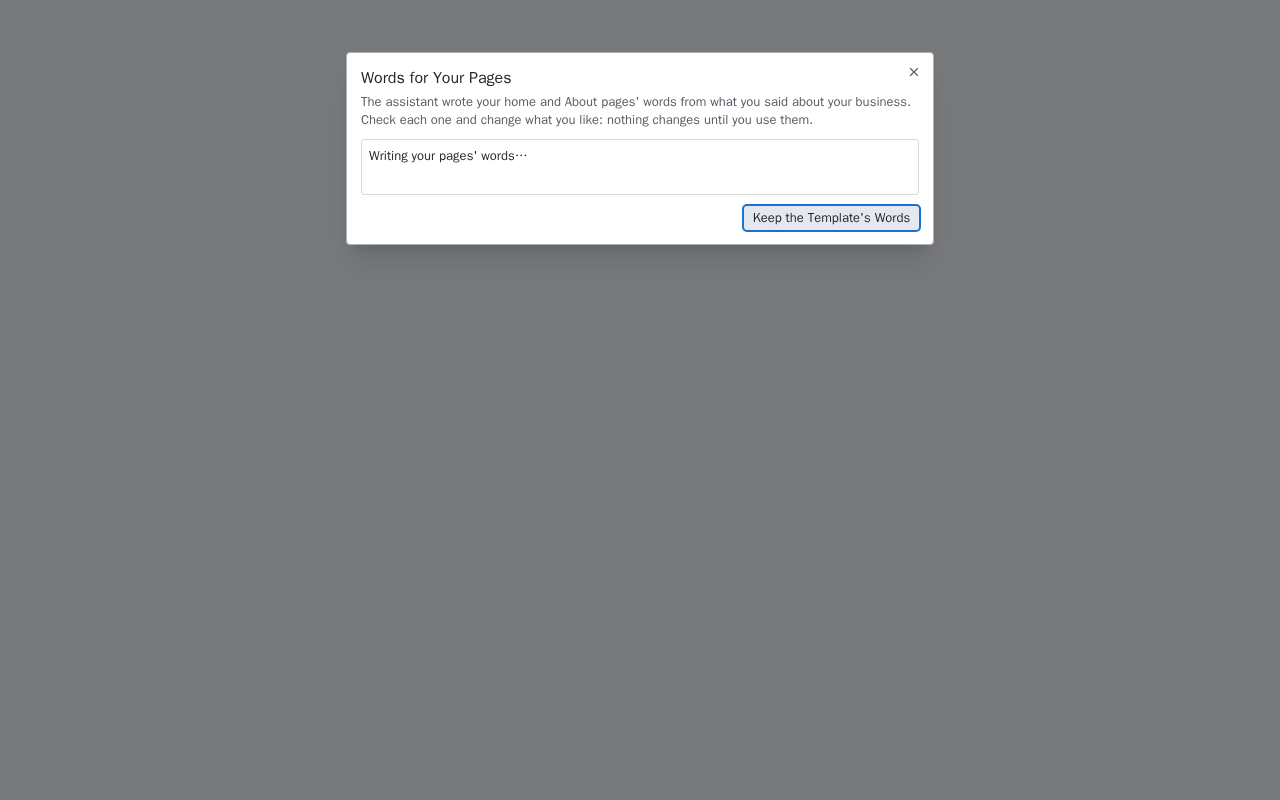 Words for Your Pages
The assistant wrote your home and About pages' words from what you said about your business.
Check each one and change what you like: nothing changes until you use them.
Writing your pages' words…
Keep the Template's Words